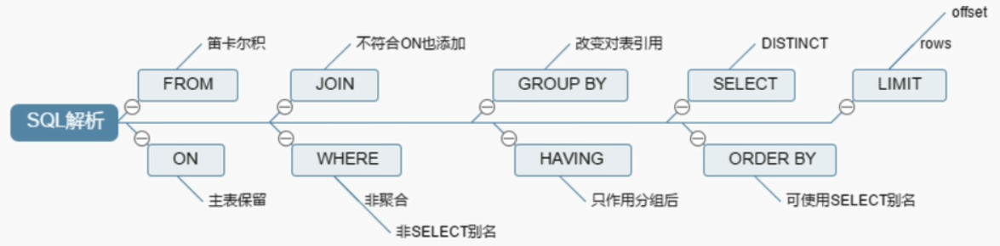 SQL解析
FROM
笛卡尔积
ON
主表保留
JOIN
不符合ON也添加
WHERE
非聚合
非SELECT别名
GROUP BY
改变对表引用
HAVING
只作用分组后
SELECT
DISTINCT
ORDER BY
可使用SELECT别名
LIMIT
offset
rows